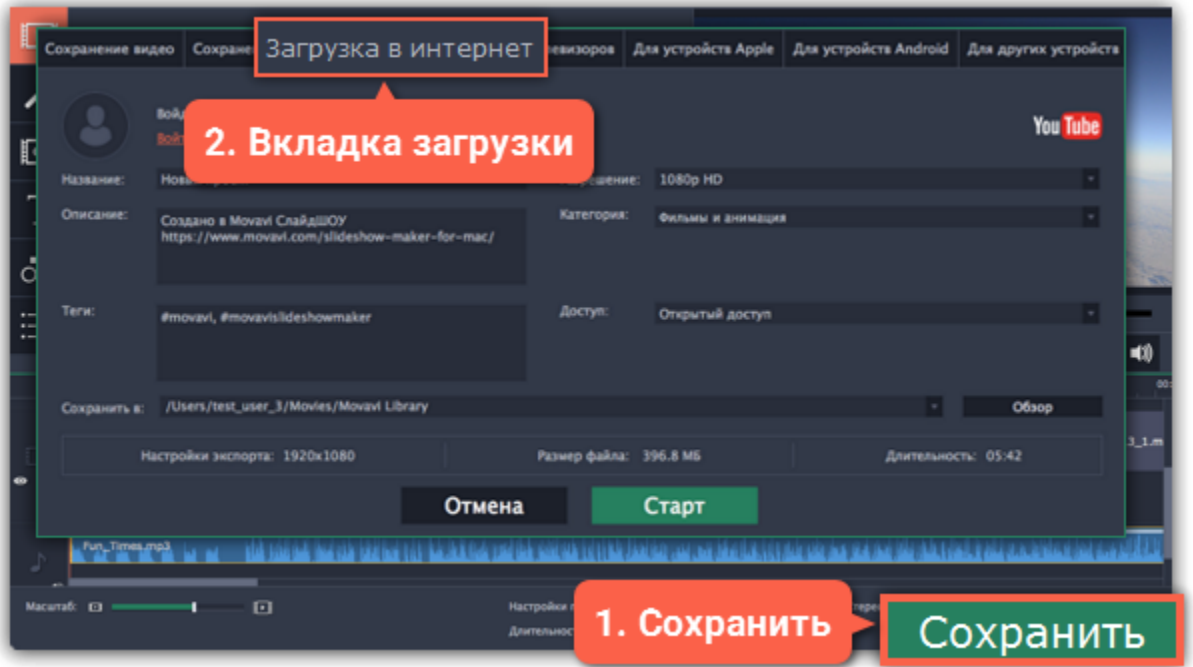 Сохранение видео
Загрузка в интернет
Для устройств Apple
Для устройств Android
Для других устройств
2. Вкладка загрузки
You Tube
Название:
1080p HD
Описание:
Создано в Movavi СлайдШОУ
https://www.movavi.com/slideshow-maker-for-mac/
Категория:
Фильмы и анимация
Теги:
#movavi, #movavislideshowmaker
Доступ:
Открытый доступ
Сохранить в:
/Users/test_user_3/Movies/Movavi Library
Обзор
Настройки экспорта: 1920x1080
Размер файла: 396.8 МБ
Длительность: 05:42
Отмена
Старт
Fun_Times.mp3
Масштаб:
Настройки
1. Сохранить
Сохранить